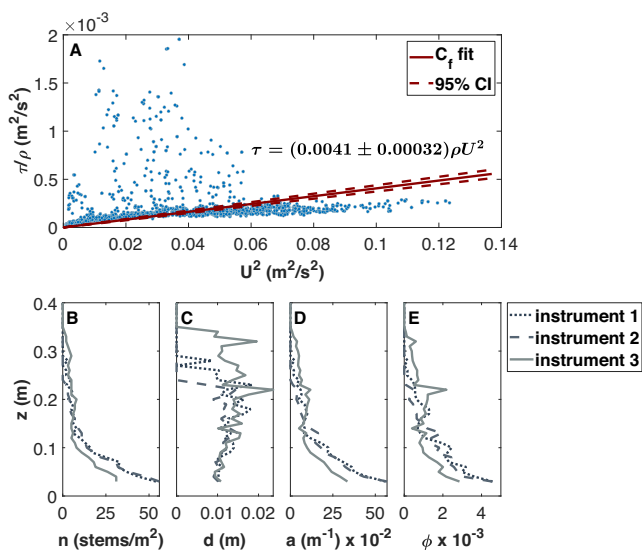 × 10⁻³
A
C_f fit
95% CI
τ = (0.0041 ± 0.00032)ρU²
2
1.5
1
0.5
0
τ/ρ (m²/s²)
0 0.02 0.04 0.06 0.08 0.1 0.12 0.14
U² (m²/s²)
B C D E
instrument 1
instrument 2
instrument 3
0.4
0.3
0.2
0.1
0
z (m)
0 50 0 0.01 0.02 0 50 0 2 4
n (stems/m²) d (m) a (m⁻¹) x 10⁻² ϕ x 10⁻³